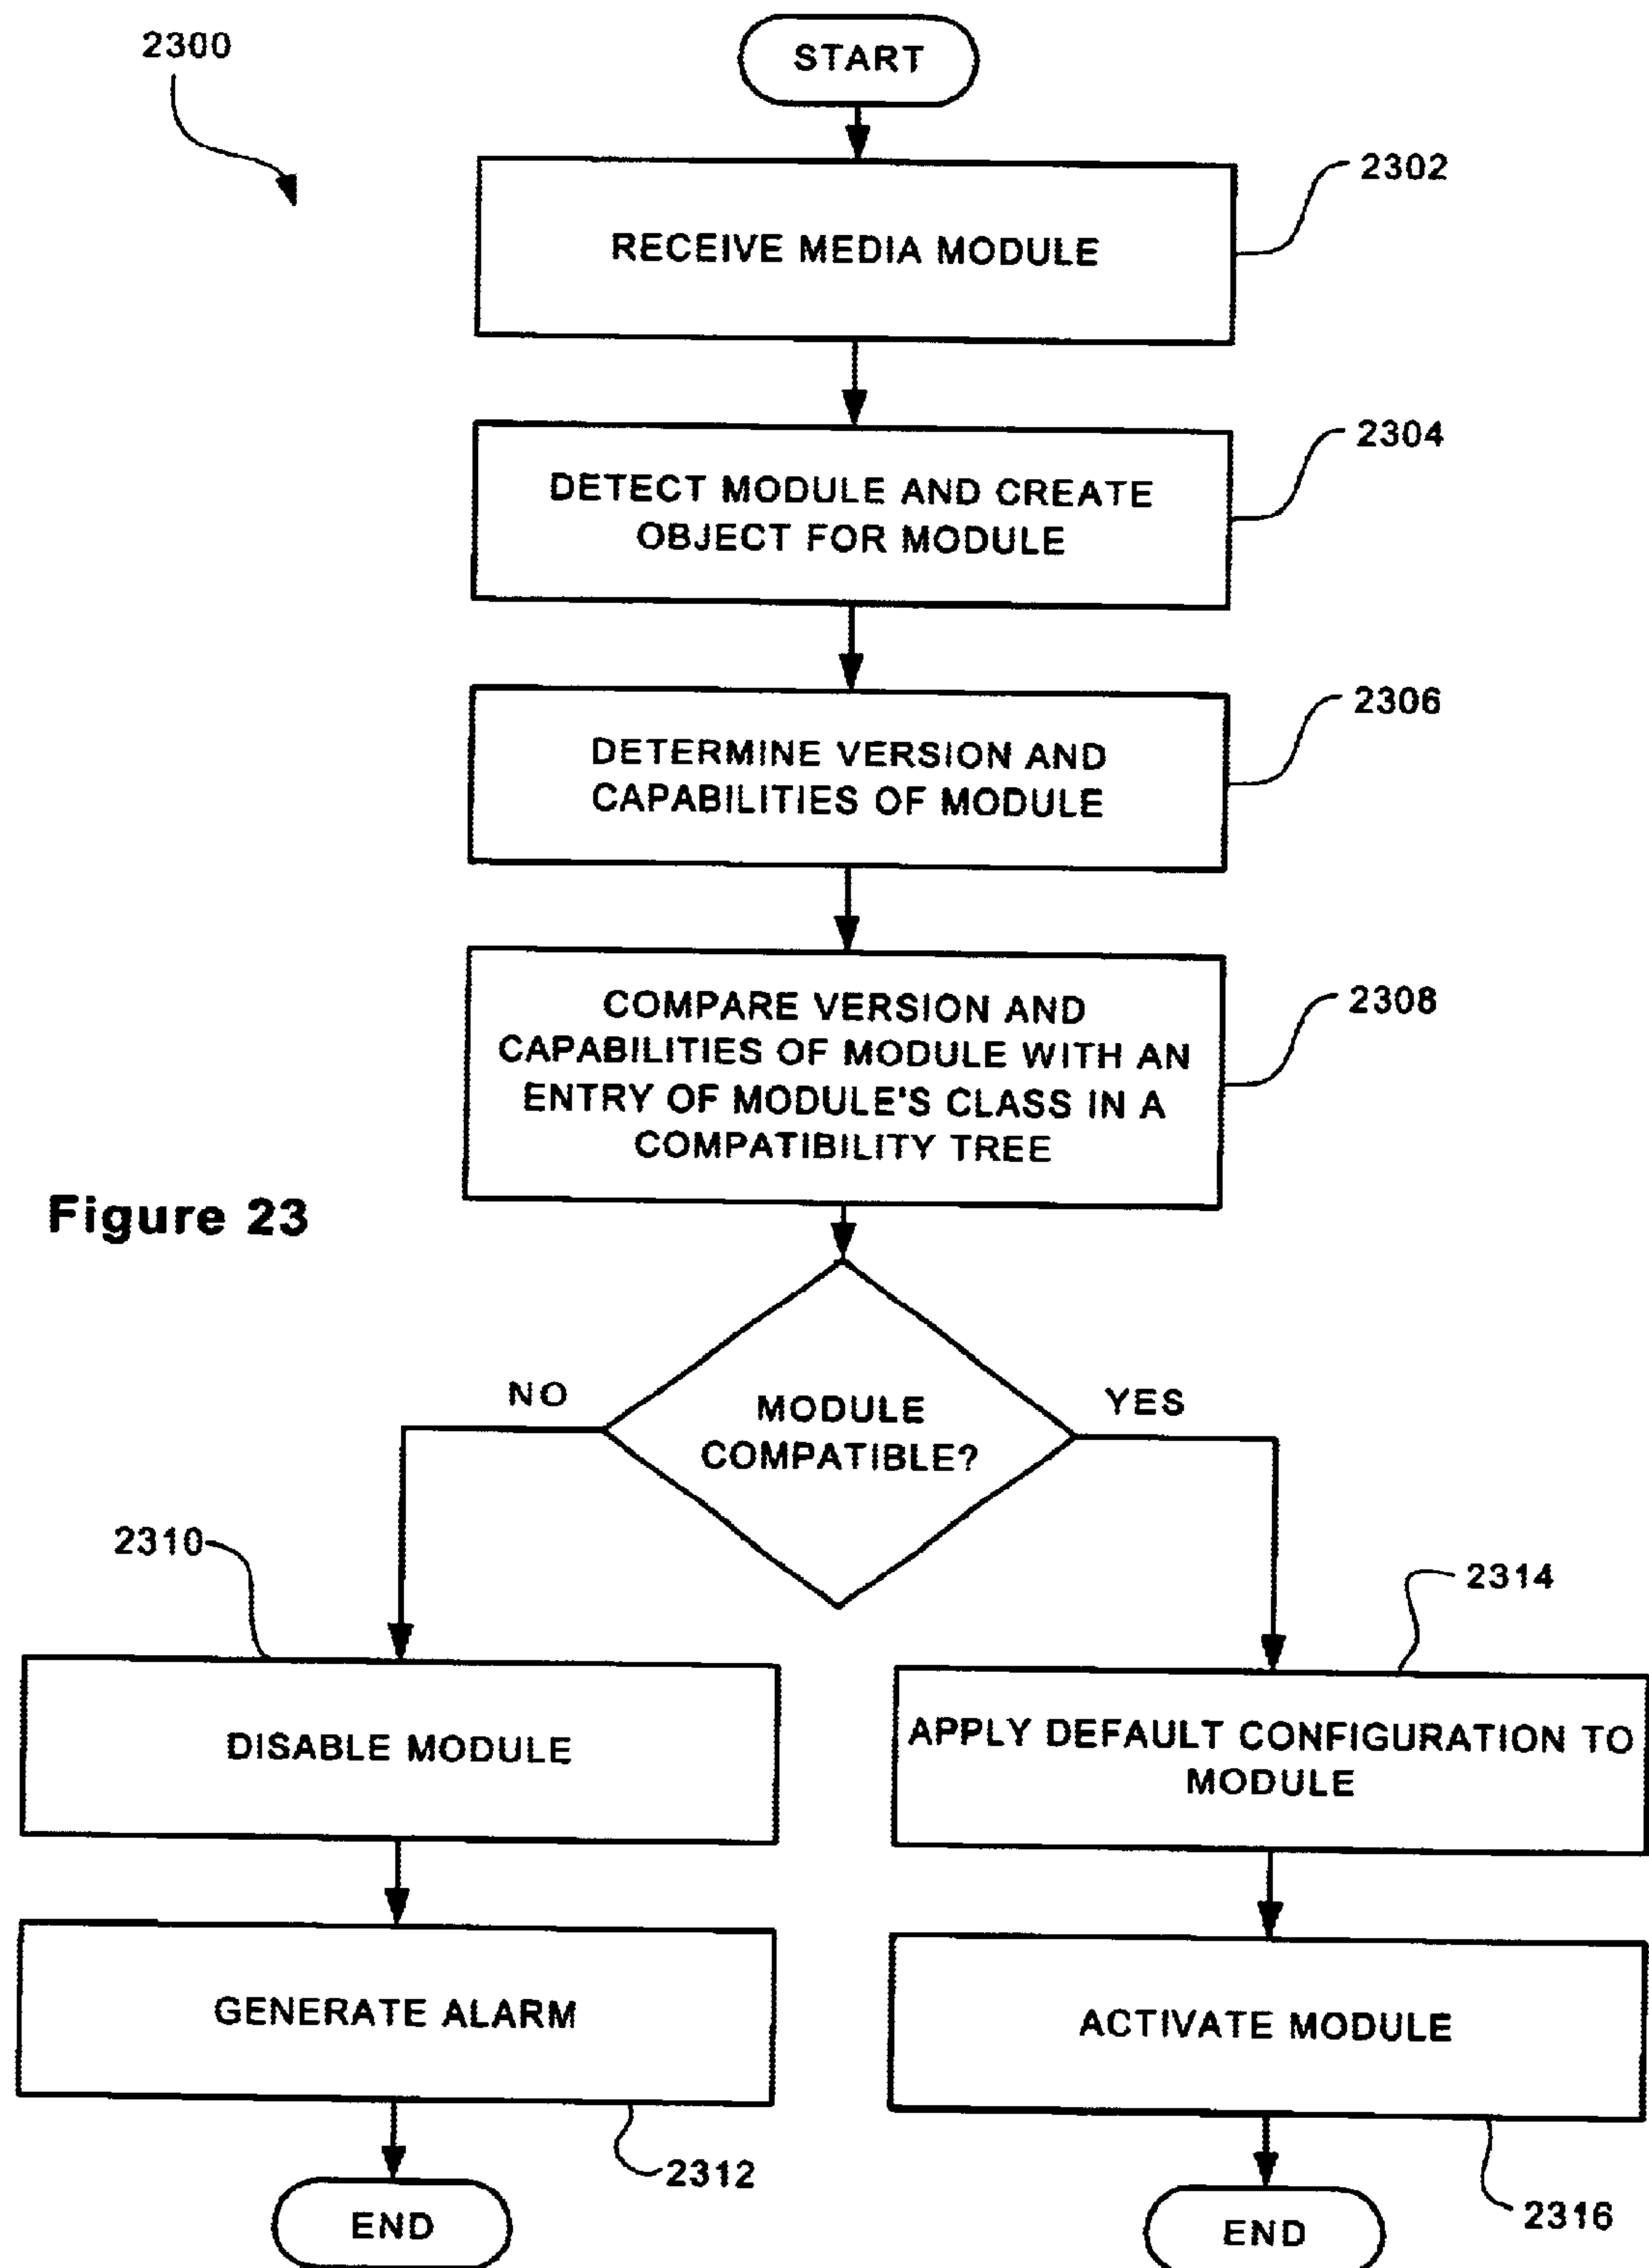 2300
START
2302
RECEIVE MEDIA MODULE
2304
DETECT MODULE AND CREATE
OBJECT FOR MODULE
2306
DETERMINE VERSION AND
CAPABILITIES OF MODULE
2308
COMPARE VERSION AND
CAPABILITIES OF MODULE WITH AN
ENTRY OF MODULE'S CLASS IN A
COMPATIBILITY TREE
Figure 23
NO
YES
MODULE
COMPATIBLE?
2310
2314
DISABLE MODULE
APPLY DEFAULT CONFIGURATION TO
MODULE
GENERATE ALARM
ACTIVATE MODULE
2312
2316
END
END